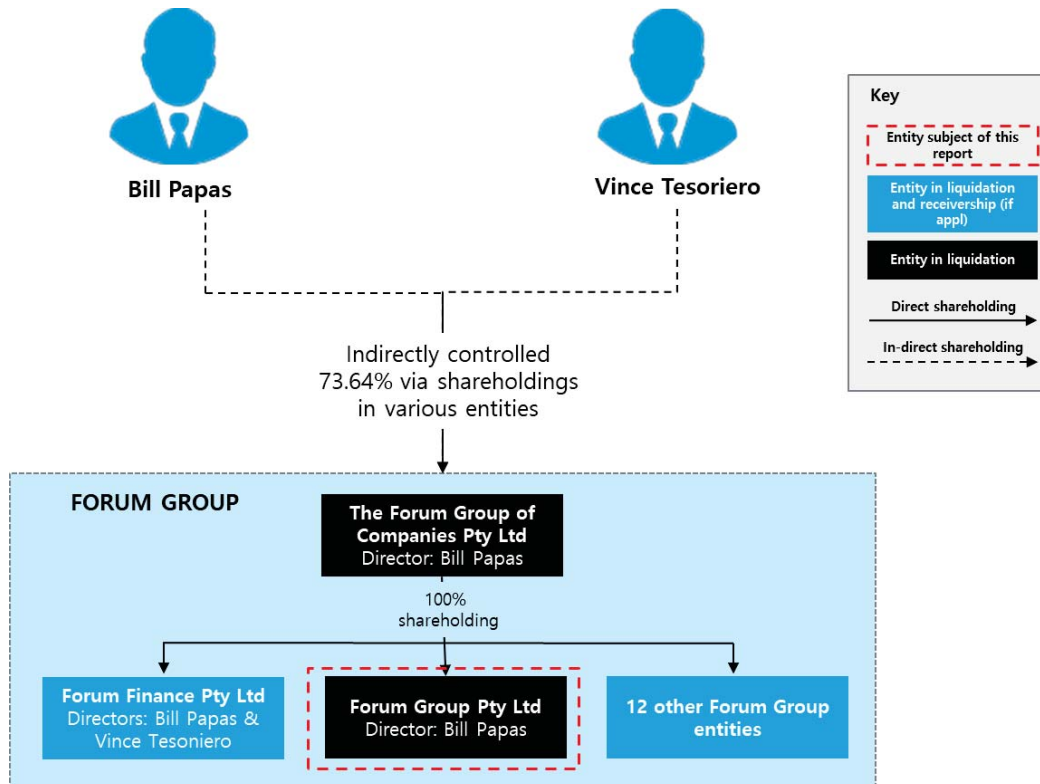 Bill Papas
Vince Tesoriero
Key
Entity subject of this
report
Entity in liquidation
and receivership (if
appl)
Entity in liquidation
Direct shareholding
In-direct shareholding
Indirectly controlled
73.64% via shareholdings
in various entities
FORUM GROUP
The Forum Group of
Companies Pty Ltd
Director: Bill Papas
100%
shareholding
Forum Finance Pty Ltd
Directors: Bill Papas &
Vince Tesoniero
Forum Group Pty Ltd
Director: Bill Papas
12 other Forum Group
entities